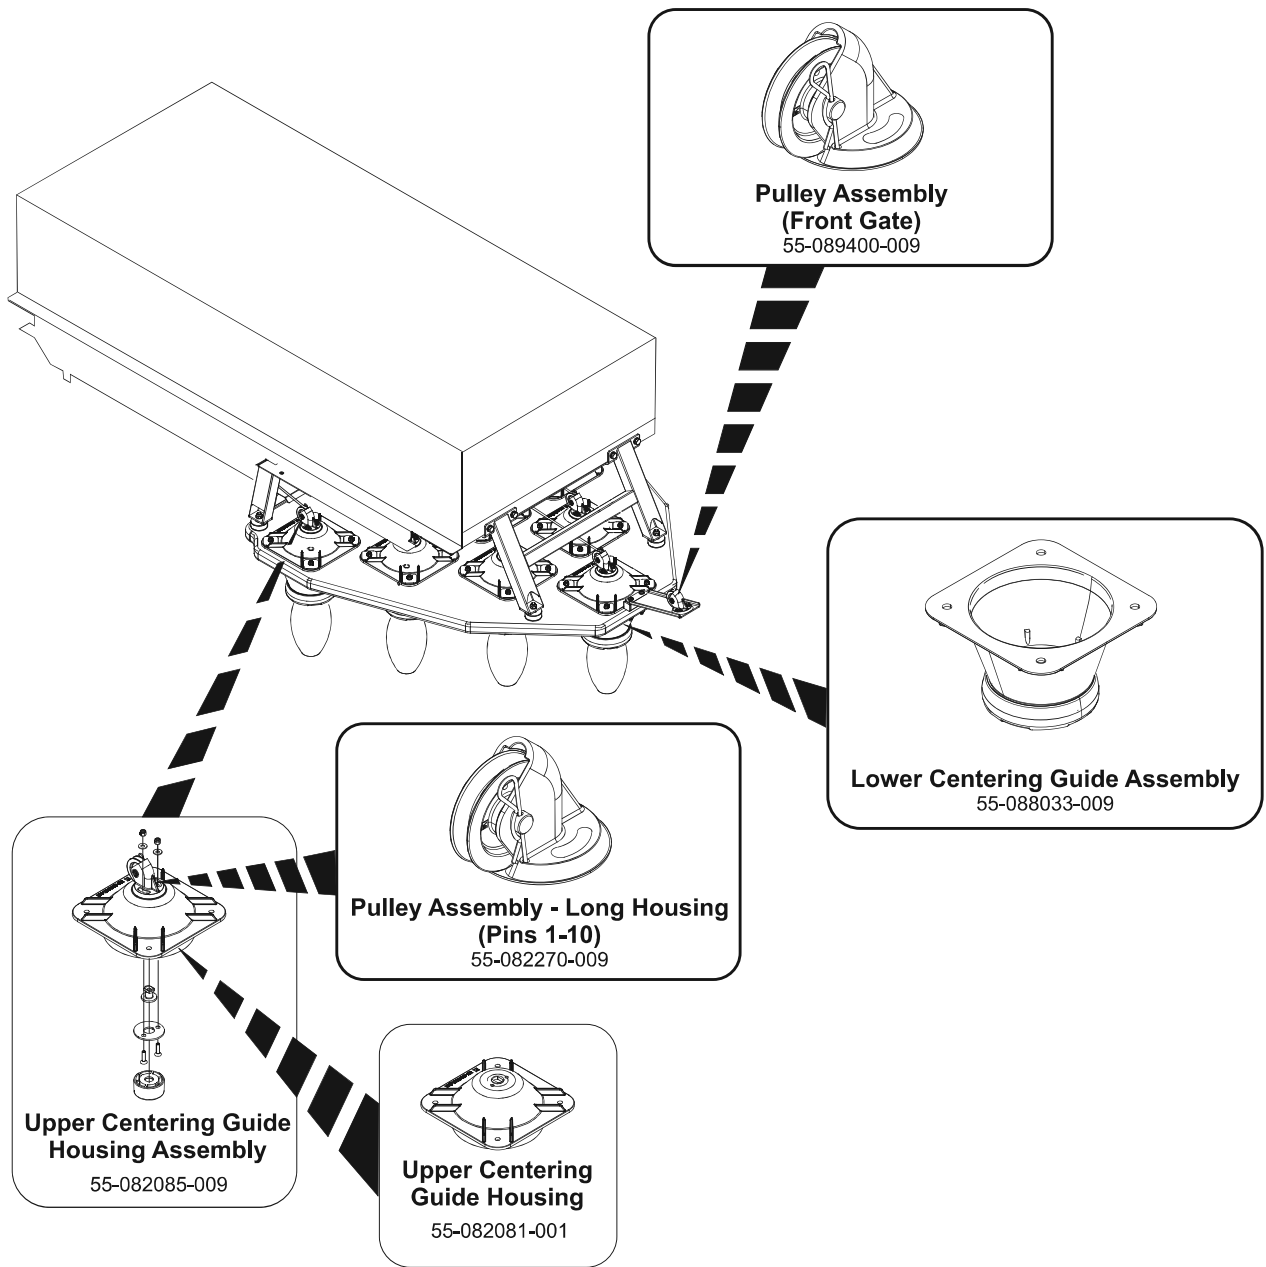 Pulley Assembly
(Front Gate)
55-089400-009
Lower Centering Guide Assembly
55-088033-009
Pulley Assembly - Long Housing
(Pins 1-10)
55-082270-009
Upper Centering Guide
Housing Assembly
55-082085-009
Upper Centering
Guide Housing
55-082081-001